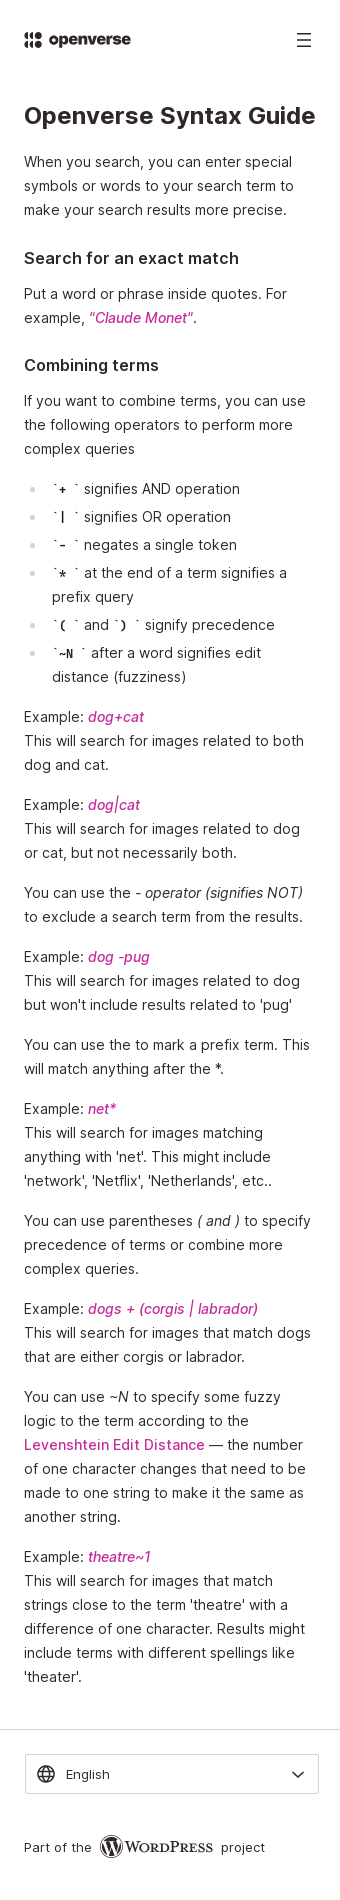 openverse
Openverse Syntax Guide
When you search, you can enter special
symbols or words to your search term to
make your search results more precise.
Search for an exact match
Put a word or phrase inside quotes. For
example, "Claude Monet".
Combining terms
If you want to combine terms, you can use
the following operators to perform more
complex queries
`+ ` signifies AND operation
`| ` signifies OR operation
`- ` negates a single token
`* ` at the end of a term signifies a
prefix query
`( ` and `) ` signify precedence
`~N ` after a word signifies edit
distance (fuzziness)
Example: dog+cat
This will search for images related to both
dog and cat.
Example: dog|cat
This will search for images related to dog
or cat, but not necessarily both.
You can use the - operator (signifies NOT)
to exclude a search term from the results.
Example: dog -pug
This will search for images related to dog
but won't include results related to 'pug'
You can use the to mark a prefix term. This
will match anything after the *.
Example: net*
This will search for images matching
anything with 'net'. This might include
'network', 'Netflix', 'Netherlands', etc..
You can use parentheses ( and ) to specify
precedence of terms or combine more
complex queries.
Example: dogs + (corgis | labrador)
This will search for images that match dogs
that are either corgis or labrador.
You can use ~N to specify some fuzzy
logic to the term according to the
Levenshtein Edit Distance — the number
of one character changes that need to be
made to one string to make it the same as
another string.
Example: theatre~1
This will search for images that match
strings close to the term 'theatre' with a
difference of one character. Results might
include terms with different spellings like
'theater'.
English
Part of the WORDPRESS project